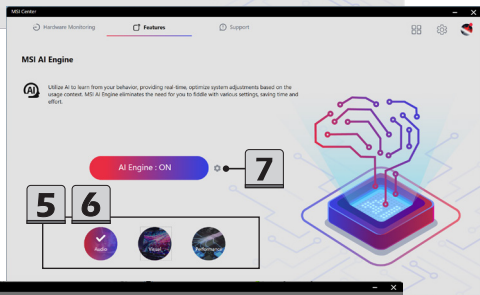 MSI Center
Hardware Monitoring
Features
Support
MSI AI Engine
AI
Utilize AI to learn from your behavior, providing real-time, optimize system adjustments based on the
usage context. MSI AI Engine eliminates the need for you to fiddle with various settings, saving time and
effort.
AI Engine : ON
7
5 6
Audio Visual Performance